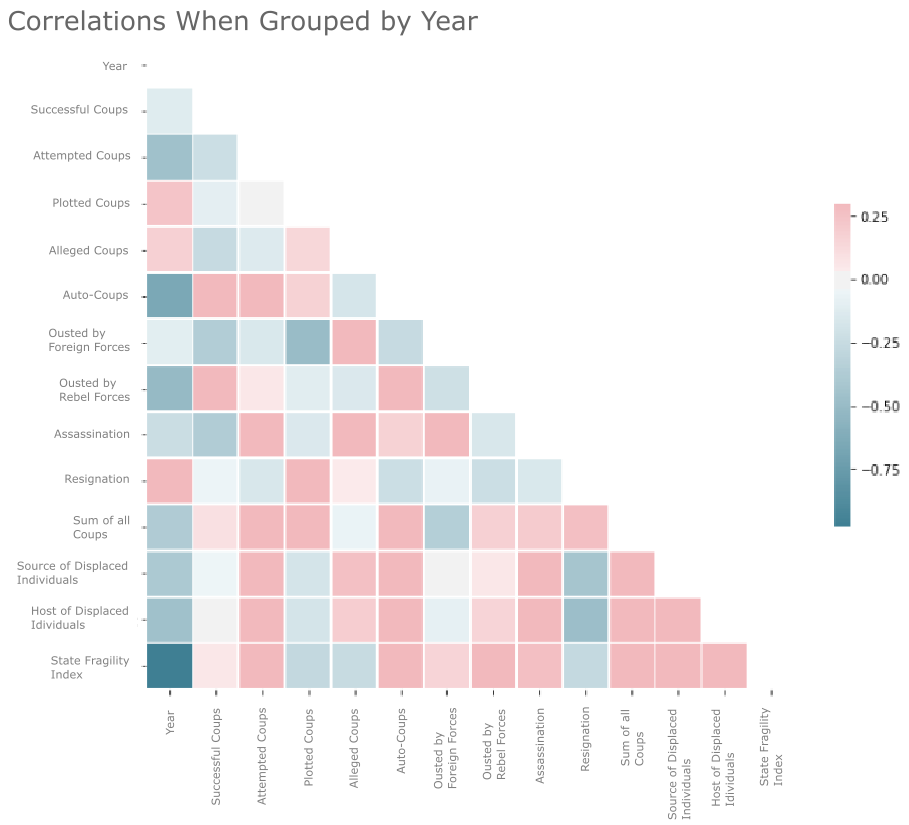 Correlations When Grouped by Year
Year
Successful Coups
Attempted Coups
Plotted Coups
Alleged Coups
Auto-Coups
Ousted by
Foreign Forces
Ousted by
Rebel Forces
Assassination
Resignation
Sum of all
Coups
Source of Displaced
Individuals
Host of Displaced
Idividuals
State Fragility
Index
0.25
0.00
−0.25
−0.50
−0.75
Year
Successful Coups
Attempted Coups
Plotted Coups
Alleged Coups
Auto-Coups
Ousted by
Foreign Forces
Ousted by
Rebel Forces
Assassination
Resignation
Sum of all
Coups
Source of Displaced
Individuals
Host of Displaced
Idividuals
State Fragility
Index